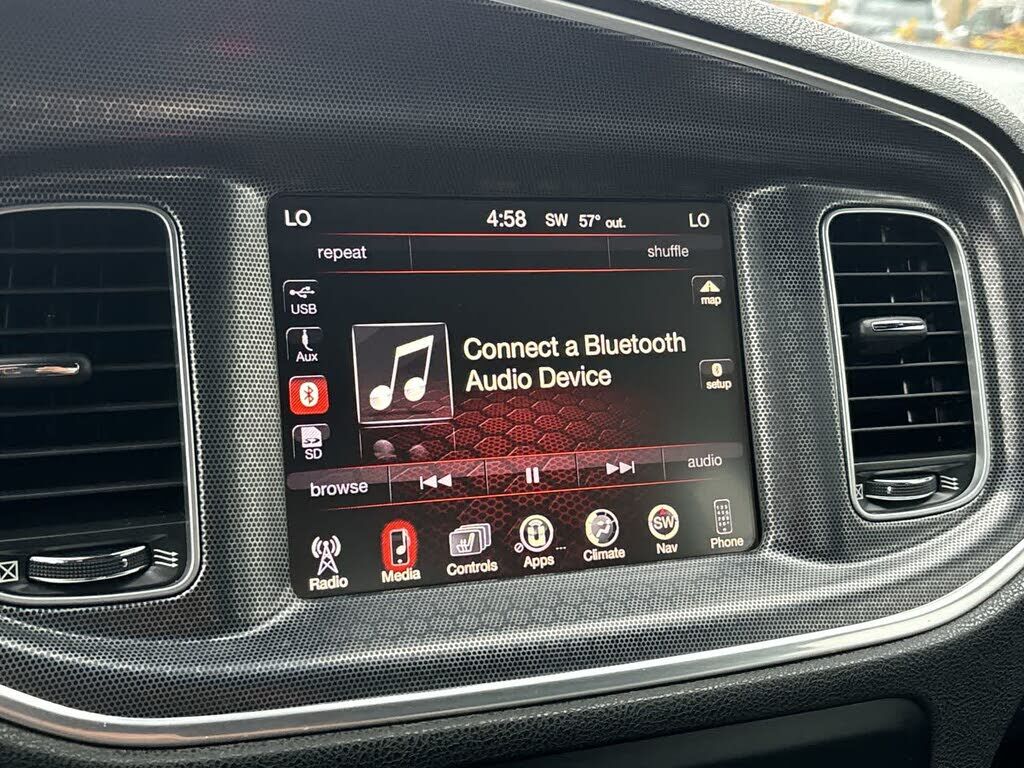 LO 4:58 SW 57° out. LO
repeat shuffle
USB
map
Aux
Connect a Bluetooth
Audio Device
setup
SD
browse audio
Radio Media Controls Apps Climate SW Nav Phone